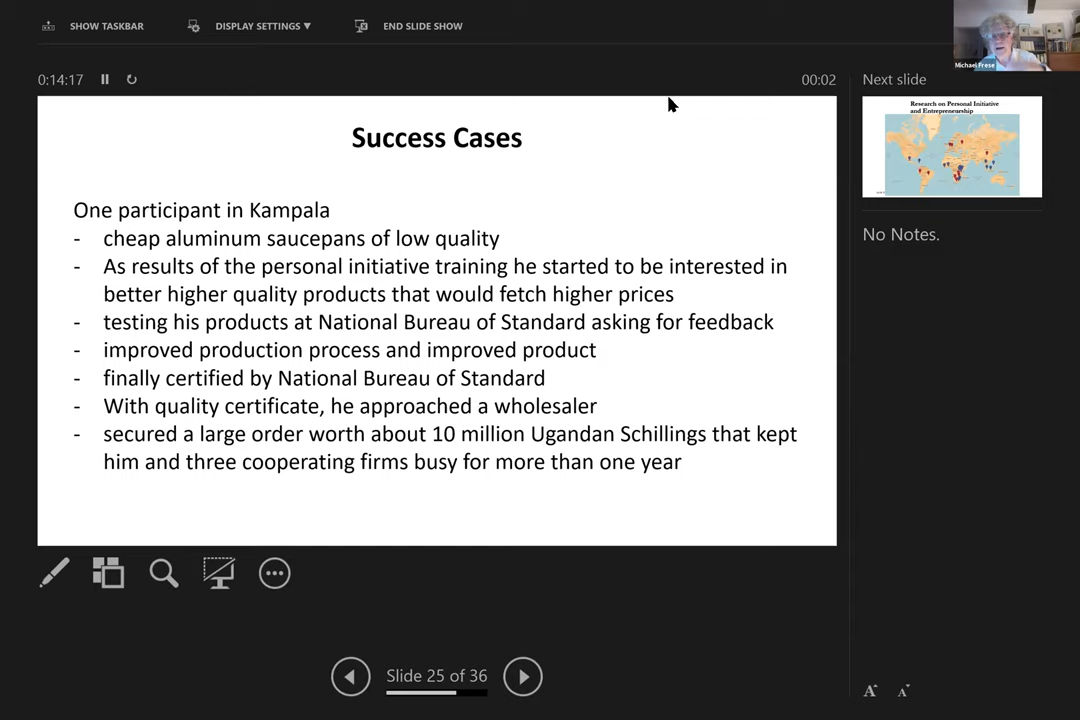 SHOW TASKBAR
DISPLAY SETTINGS ▼
END SLIDE SHOW
Michael Frese
0:14:17
00:02
Next slide
Success Cases
One participant in Kampala
- cheap aluminum saucepans of low quality
- As results of the personal initiative training he started to be interested in
better higher quality products that would fetch higher prices
- testing his products at National Bureau of Standard asking for feedback
- improved production process and improved product
- finally certified by National Bureau of Standard
- With quality certificate, he approached a wholesaler
- secured a large order worth about 10 million Ugandan Schillings that kept
him and three cooperating firms busy for more than one year
Research on Personal Initiative
and Entrepreneurship
No Notes.
Slide 25 of 36
A
A